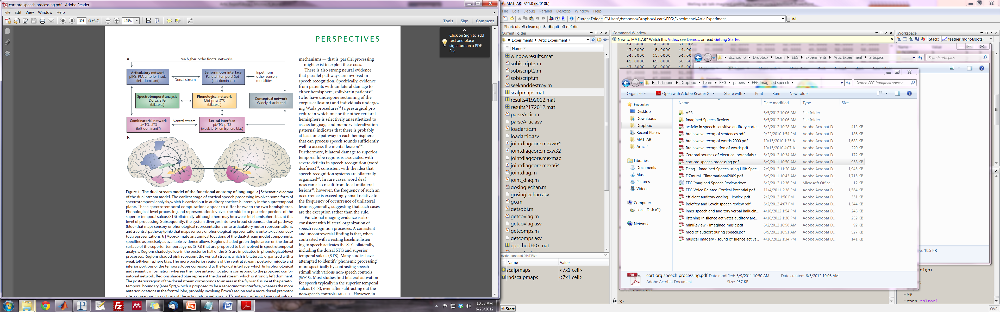 cort org speech processing.pdf - Adobe Reader
File Edit View Window Help
395 (3 of 10) 125% Tools Sign Comment
Click on Sign to add
text and place
signature on a PDF
File.
PERSPECTIVES
a Via higher-order frontal networks
Articulatory network
pIFG, PM, anterior insula
(left dominant)
Dorsal stream
Sensorimotor interface
Parietal–temporal Spt
(left dominant)
Input from
other sensory
modalities
Spectrotemporal analysis
Dorsal STG
(bilateral)
Phonological network
Mid-post STS
(bilateral)
Conceptual network
Widely distributed
Combinatorial network
aMTG, aITS
(left dominant?)
Ventral stream
Lexical interface
pMTG, pITS
(weak left-hemisphere bias)
b
Figure 1 | The dual-stream model of the functional anatomy of language. a | Schematic diagram
of the dual-stream model. The earliest stage of cortical speech processing involves some form of
spectrotemporal analysis, which is carried out in auditory cortices bilaterally in the supratemporal
plane. These spectrotemporal computations appear to differ between the two hemispheres.
Phonological-level processing and representation involves the middle to posterior portions of the
superior temporal sulcus (STS) bilaterally, although there may be a weak left-hemisphere bias at this
level of processing. Subsequently, the system diverges into two broad streams, a dorsal pathway
(blue) that maps sensory or phonological representations onto articulatory motor representations,
and a ventral pathway (pink) that maps sensory or phonological representations onto lexical concep-
tual representations. b | Approximate anatomical locations of the dual-stream model components,
specified as precisely as available evidence allows. Regions shaded green depict areas on the dorsal
surface of the superior temporal gyrus (STG) that are proposed to be involved in spectrotemporal
analysis. Regions shaded yellow in the posterior half of the STS are implicated in phonological-level
processes. Regions shaded pink represent the ventral stream, which is bilaterally organized with a
weak left-hemisphere bias. The more posterior regions of the ventral stream, posterior middle and
inferior portions of the temporal lobes correspond to the lexical interface, which links phonological
and semantic information, whereas the more anterior locations correspond to the proposed combi-
natorial network. Regions shaded blue represent the dorsal stream, which is strongly left dominant.
The posterior region of the dorsal stream corresponds to an area in the Sylvian fissure at the parieto-
temporal boundary (area Spt), which is proposed to be a sensorimotor interface, whereas the more
anterior locations in the frontal lobe, probably involving Broca's region and a more dorsal premotor
site, correspond to portions of the articulatory network. aITS, anterior inferior temporal sulcus;
mechanisms — that is, parallel processing
— might exist to exploit these cues.
There is also strong neural evidence
that parallel pathways are involved in
speech recognition. Specifically, evidence
from patients with unilateral damage to
either hemisphere, split-brain patients37
(who have undergone sectioning of the
corpus callosum) and individuals undergo-
ing Wada procedures38 (a presurgical pro-
cedure in which one or the other cerebral
hemisphere is selectively anaesthetized to
assess language and memory lateralization
patterns) indicates that there is probably
at least one pathway in each hemisphere
that can process speech sounds sufficiently
well to access the mental lexicon5,6.
Furthermore, bilateral damage to superior
temporal lobe regions is associated with
severe deficits in speech recognition (word
deafness)39, consistent with the idea that
speech recognition systems are bilaterally
organized40. In rare cases, word deaf-
ness can also result from focal unilateral
lesions41; however, the frequency of such an
occurrence is exceedingly small relative to
the frequency of occurrence of unilateral
lesions generally, suggesting that such cases
are the exception rather than the rule.
Functional imaging evidence is also
consistent with bilateral organization of
speech recognition processes. A consistent
and uncontroversial finding is that, when
contrasted with a resting baseline, listen-
ing to speech activates the STG bilaterally,
including the dorsal STG and superior
temporal sulcus (STS). Many studies have
attempted to identify 'phonemic processing'
more specifically by contrasting speech
stimuli with various non-speech controls
(BOX 3). Most studies find bilateral activation
for speech typically in the superior temporal
sulcus (STS), even after subtracting out the
non-speech controls (TABLE 1). However, in
10:53 AM
6/25/2012
MATLAB 7.11.0 (R2010b)
File Edit Debug Parallel Desktop Window Help
Current Folder: C:\Users\dschoono\Dropbox\Learn\EEG\Experiments\Artic Experiment
Shortcuts clean up dbquit def dir
Current Folder
« Experiments Artic Experiment
Name
windowresults.mat
sobiscript3.m
sobiscript2.m
sobiscript.m
seekanddestroy.m
scalpmaps.mat
results4192012.mat
results2172012.mat
parseArtic.m
parseArtic.asv
loadartic.m
loadartic.asv
jointdiagcore.mexw64
jointdiagcore.mexw32
jointdiagcore.mexmac
jointdiagcore.mexa64
jointdiag.m
joint_diag.m
gosinglechan.m
gosinglechan.asv
go.m
getsobi.m
getcovlag.m
getcovlag.asv
getcomps.m
getcomps.asv
epochedEEG.mat
scalpmaps.mat (MAT File)
Name Value
scalpmaps <7x1 cell>
rndscalpmaps <7x1 cell>
Start
Command Window
New to MATLAB? Watch this Video, see Demos, or read Getting Started.
44.5000 58.5000 51.00
47.0000 45.0000 44.00
54.5000 45.0000 60.00
42.0000 49.0000 50.50
47.5000
fx >>
Workspace
Stack: feather(rndhotspots)
dschoono Dropbox Learn EEG Experiments Artic Experiment articpics Search articpics
dschoono Dropbox Learn EEG papers EEG Imagined speech Search EEG Imagined speech
Organize Open with Adobe Reader X Share with Print Burn New folder
Favorites
Desktop
Downloads
Dropbox
Recent Places
MATLAB
Artic 2
Libraries
Documents
Music
Pictures
Videos
Computer
Local Disk (C:)
Network
Name Date modified Type Size
ASR 6/5/2012 10:06 AM File folder
Imagined Speech Review 6/5/2012 10:06 AM File folder
activity in speech-sensitive auditory corte... 6/2/2012 10:28 AM Adobe Acrobat D... 413 KB
brain wave recog of sentences.pdf 9/22/2010 1:54 PM Adobe Acrobat D... 186 KB
brain wave recog of words 2000.pdf 10/15/2010 1:35 A... Adobe Acrobat D... 1,683 KB
Brain wave recognition of words.pdf 10/15/2010 4:07 A... Adobe Acrobat D... 220 KB
Cerebral sources of electrical potentials r... 6/2/2012 10:34 AM Adobe Acrobat D... 172 KB
cort org speech processing.pdf 6/9/2011 10:50 AM Adobe Acrobat D... 958 KB
Deng - Imagined Speech using Hilb Spec... 2/9/2012 11:20 AM Adobe Acrobat D... 1,945 KB
DZmuraHCIInternational2009.pdf 6/9/2011 10:43 AM Adobe Acrobat D... 1,715 KB
EEG Imagined Speech Review.docx 6/2/2012 12:36 PM Microsoft Office ... 12 KB
EEG Voice Related Cortical Potential.pdf 11/4/2011 2:38 PM Adobe Acrobat D... 1,564 KB
efficient auditory coding - lewicki.pdf 2/2/2012 1:50 PM Adobe Acrobat D... 351 KB
Indefrey and Levelt speech review.pdf 6/2/2012 4:07 PM Adobe Acrobat D... 1,344 KB
inner speech and auditory verbal hallucin... 4/16/2012 1:54 PM Adobe Acrobat D... 248 KB
listening in silence activates auditory are... 4/16/2012 1:30 PM Adobe Acrobat D... 232 KB
miniReview - imagined music.pdf 6/2/2012 10:58 AM Adobe Acrobat D... 92 KB
mod of audcort during speech.pdf 6/9/2011 10:51 AM Adobe Acrobat D... 527 KB
musical imagery - sound of silence activa... 4/16/2012 1:34 PM Adobe Acrobat D... 141 KB
cort org speech processing.pdf Date modified: 6/9/2011 10:50 AM Date created: 6/5/2012 10:06 AM
Adobe Acrobat Document Size: 957 KB
19.5 KB
sigs)
MT
open ssltool
OVR